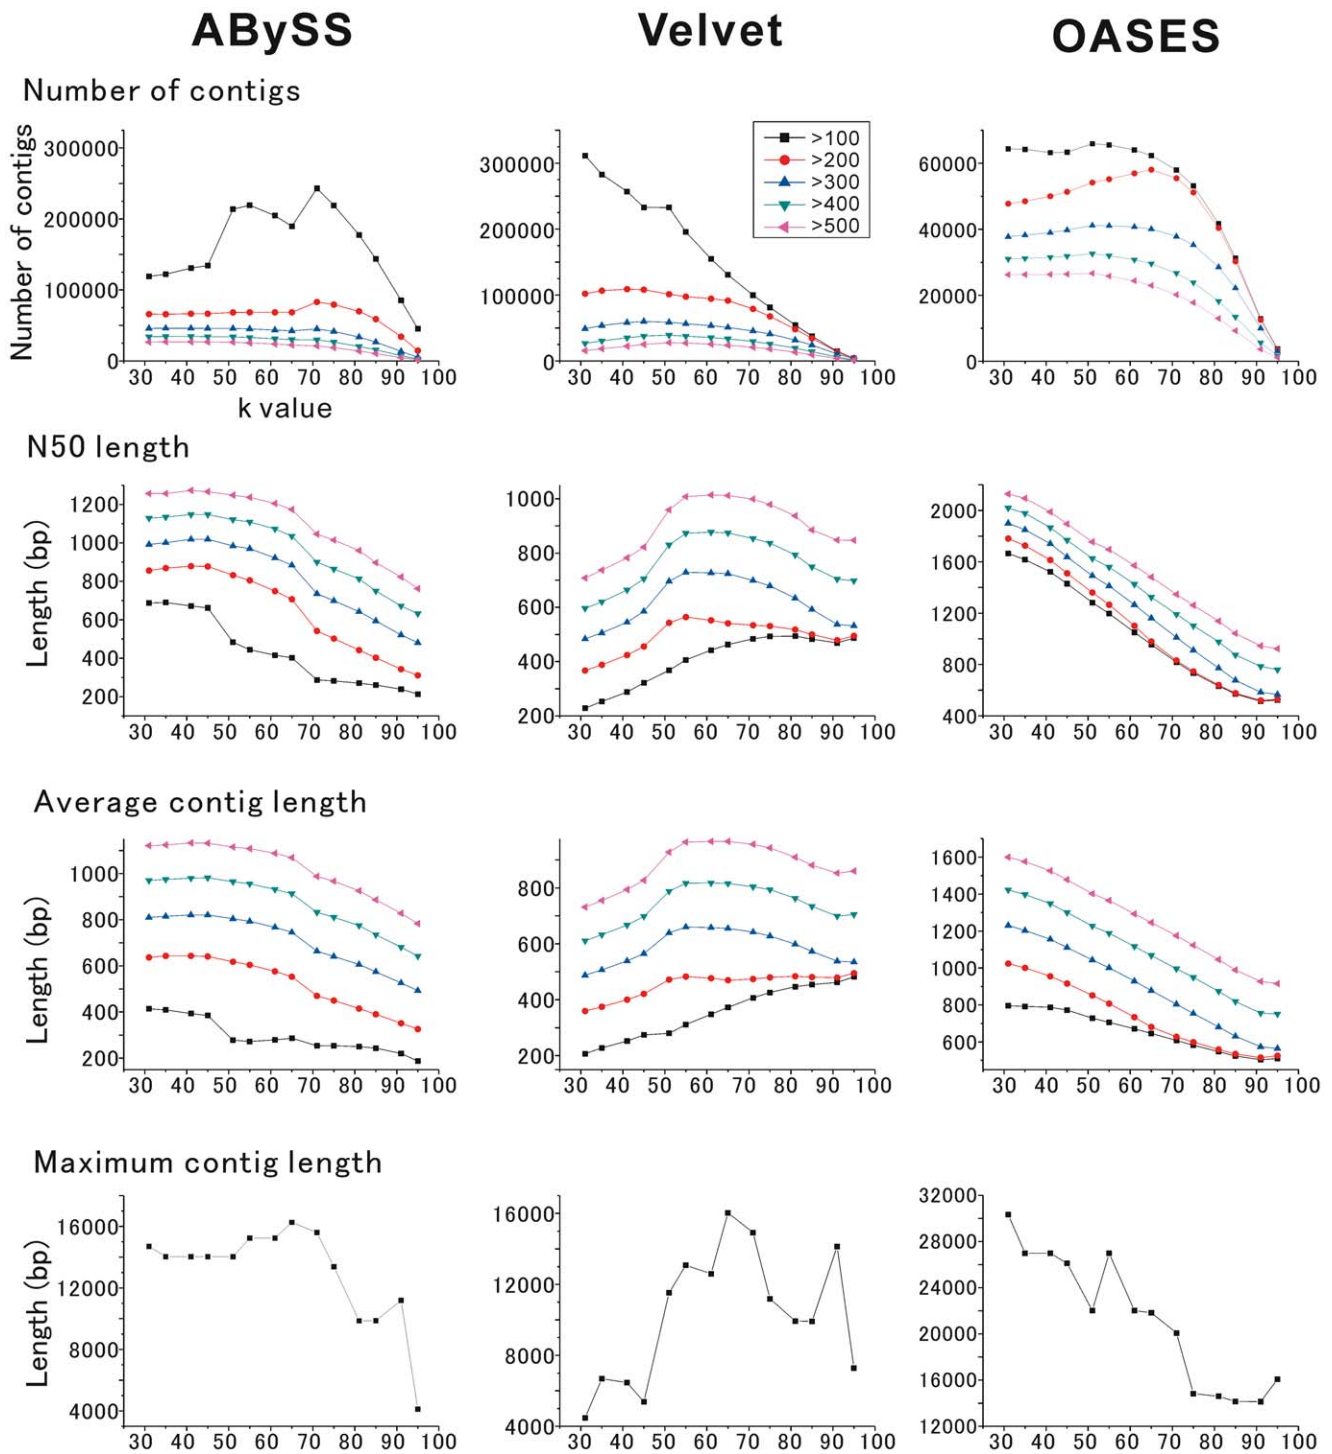 ABySS Velvet OASES
Number of contigs
Number of contigs
300000
200000
100000
0
30 40 50 60 70 80 90 100
k value
300000
200000
100000
0
30 40 50 60 70 80 90 100
>100
>200
>300
>400
>500
60000
40000
20000
0
30 40 50 60 70 80 90 100
N50 length
Length (bp)
1200
1000
800
600
400
200
30 40 50 60 70 80 90 100
1000
800
600
400
200
30 40 50 60 70 80 90 100
2000
1600
1200
800
400
30 40 50 60 70 80 90 100
Average contig length
Length (bp)
1000
800
600
400
200
30 40 50 60 70 80 90 100
800
600
400
200
30 40 50 60 70 80 90 100
1600
1400
1200
1000
800
600
30 40 50 60 70 80 90 100
Maximum contig length
Length (bp)
16000
12000
8000
4000
30 40 50 60 70 80 90 100
16000
12000
8000
4000
30 40 50 60 70 80 90 100
32000
28000
24000
20000
16000
12000
30 40 50 60 70 80 90 100